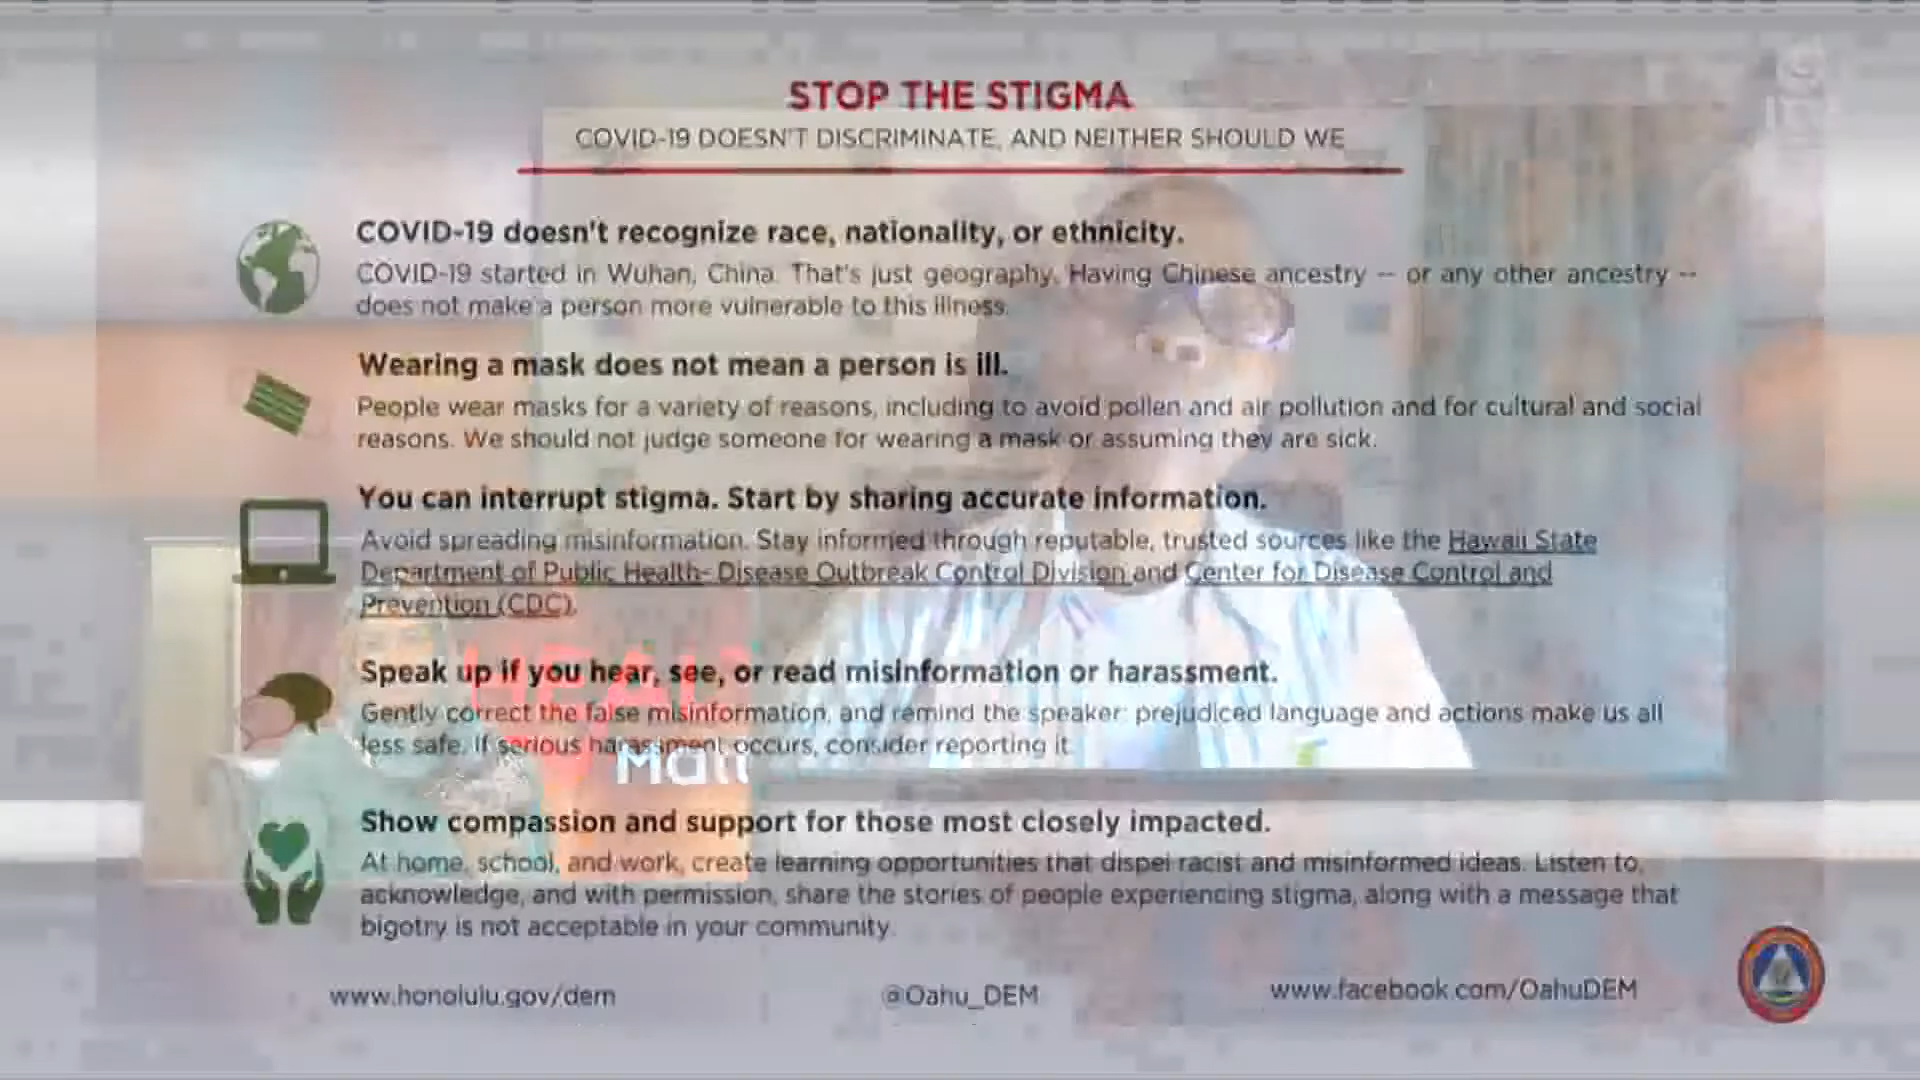 STOP THE STIGMA
COVID-19 DOESN'T DISCRIMINATE, AND NEITHER SHOULD WE
COVID-19 doesn't recognize race, nationality, or ethnicity.
COVID-19 started in Wuhan, China. That's just geography. Having Chinese ancestry -- or any other ancestry --
does not make a person more vulnerable to this illness.
Wearing a mask does not mean a person is ill.
People wear masks for a variety of reasons, including to avoid pollen and air pollution and for cultural and social
reasons. We should not judge someone for wearing a mask or assuming they are sick.
You can interrupt stigma. Start by sharing accurate information.
Avoid spreading misinformation. Stay informed through reputable, trusted sources like the Hawaii State
Department of Public Health- Disease Outbreak Control Division and Center for Disease Control and
Prevention (CDC).
Speak up if you hear, see, or read misinformation or harassment.
Gently correct the false misinformation, and remind the speaker: prejudiced language and actions make us all
less safe. If serious harassment occurs, consider reporting it.
Show compassion and support for those most closely impacted.
At home, school, and work, create learning opportunities that dispel racist and misinformed ideas. Listen to,
acknowledge, and with permission, share the stories of people experiencing stigma, along with a message that
bigotry is not acceptable in your community.
www.honolulu.gov/dem
@Oahu_DEM
www.facebook.com/OahuDEM